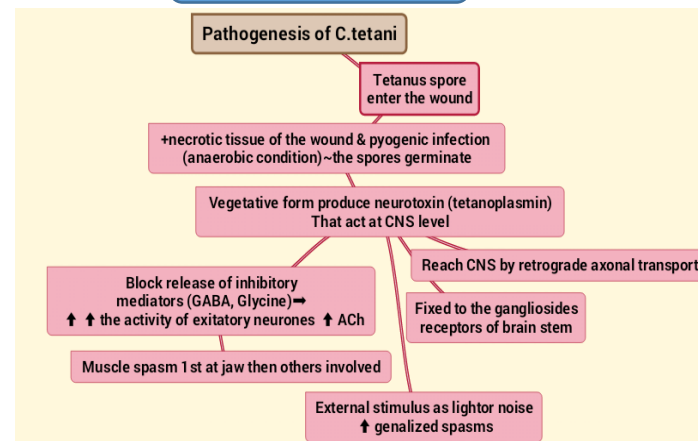 Pathogenesis of C.tetani
Tetanus spore
enter the wound
+necrotic tissue of the wound & pyogenic infection
(anaerobic condition)~the spores germinate
Vegetative form produce neurotoxin (tetanoplasmin)
That act at CNS level
Reach CNS by retrograde axonal transport
Block release of inhibitory
mediators (GABA, Glycine)➡
⬆ ⬆ the activity of exitatory neurones ⬆ ACh
Fixed to the gangliosides
receptors of brain stem
Muscle spasm 1st at jaw then others involved
External stimulus as lightor noise
⬆ genalized spasms